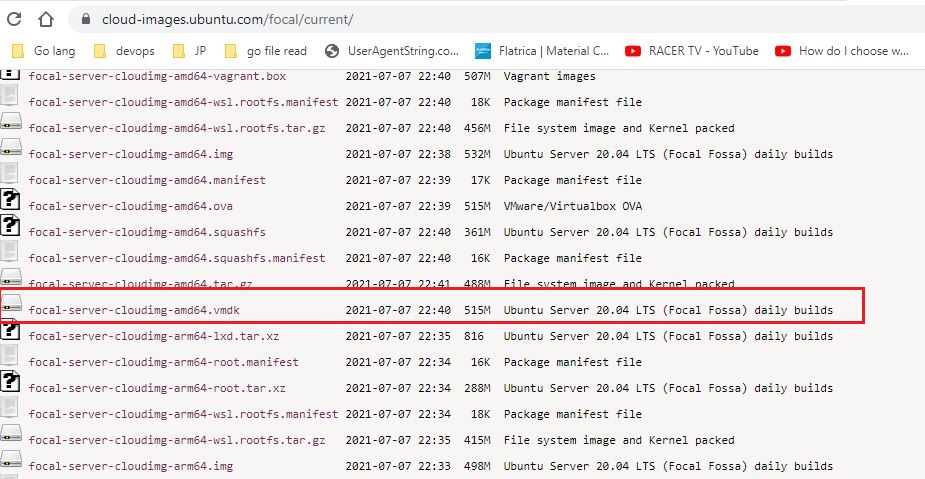 cloud-images.ubuntu.com/focal/current/
Go lang devops JP go file read UserAgentString.co... Flatrica | Material C... RACER TV - YouTube How do I choose w...
focal-server-cloudimg-amd64-vagrant.box 2021-07-07 22:40 507M Vagrant images
focal-server-cloudimg-amd64-wsl.rootfs.manifest 2021-07-07 22:40 18K Package manifest file
focal-server-cloudimg-amd64-wsl.rootfs.tar.gz 2021-07-07 22:40 456M File system image and Kernel packed
focal-server-cloudimg-amd64.img 2021-07-07 22:38 532M Ubuntu Server 20.04 LTS (Focal Fossa) daily builds
focal-server-cloudimg-amd64.manifest 2021-07-07 22:39 17K Package manifest file
focal-server-cloudimg-amd64.ova 2021-07-07 22:39 515M VMware/Virtualbox OVA
focal-server-cloudimg-amd64.squashfs 2021-07-07 22:39 361M Ubuntu Server 20.04 LTS (Focal Fossa) daily builds
focal-server-cloudimg-amd64.squashfs.manifest 2021-07-07 22:40 16K Package manifest file
focal-server-cloudimg-amd64.tar.gz 2021-07-07 22:41 488M File system image and Kernel packed
focal-server-cloudimg-amd64.vmdk 2021-07-07 22:40 515M Ubuntu Server 20.04 LTS (Focal Fossa) daily builds
focal-server-cloudimg-arm64-lxd.tar.xz 2021-07-07 22:35 816 Ubuntu Server 20.04 LTS (Focal Fossa) daily builds
focal-server-cloudimg-arm64-root.manifest 2021-07-07 22:34 16K Package manifest file
focal-server-cloudimg-arm64-root.tar.xz 2021-07-07 22:34 288M Ubuntu Server 20.04 LTS (Focal Fossa) daily builds
focal-server-cloudimg-arm64-wsl.rootfs.manifest 2021-07-07 22:34 18K Package manifest file
focal-server-cloudimg-arm64-wsl.rootfs.tar.gz 2021-07-07 22:35 415M File system image and Kernel packed
focal-server-cloudimg-arm64.img 2021-07-07 22:33 498M Ubuntu Server 20.04 LTS (Focal Fossa) daily builds